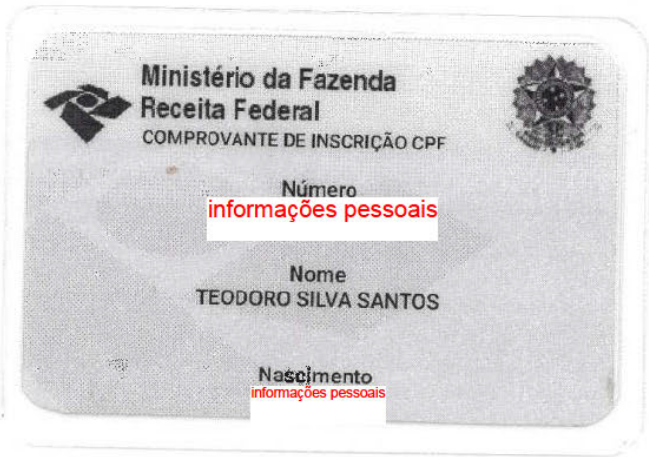 Ministério da Fazenda
Receita Federal
COMPROVANTE DE INSCRIÇÃO CPF
Número
informações pessoais
Nome
TEODORO SILVA SANTOS
Nascimento
informações pessoais